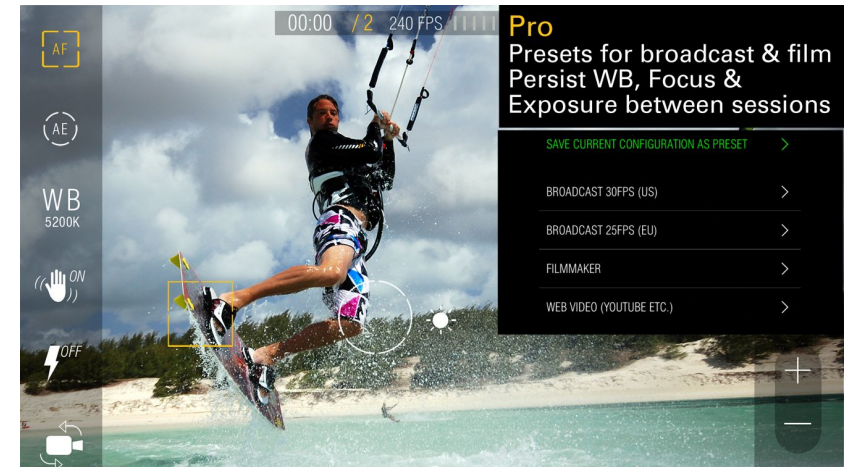 AF
AE
WB
5200K
ON
OFF
00:00 /2 240 FPS
Pro
Presets for broadcast & film
Persist WB, Focus &
Exposure between sessions
SAVE CURRENT CONFIGURATION AS PRESET
BROADCAST 30FPS (US)
BROADCAST 25FPS (EU)
FILMMAKER
WEB VIDEO (YOUTUBE ETC.)